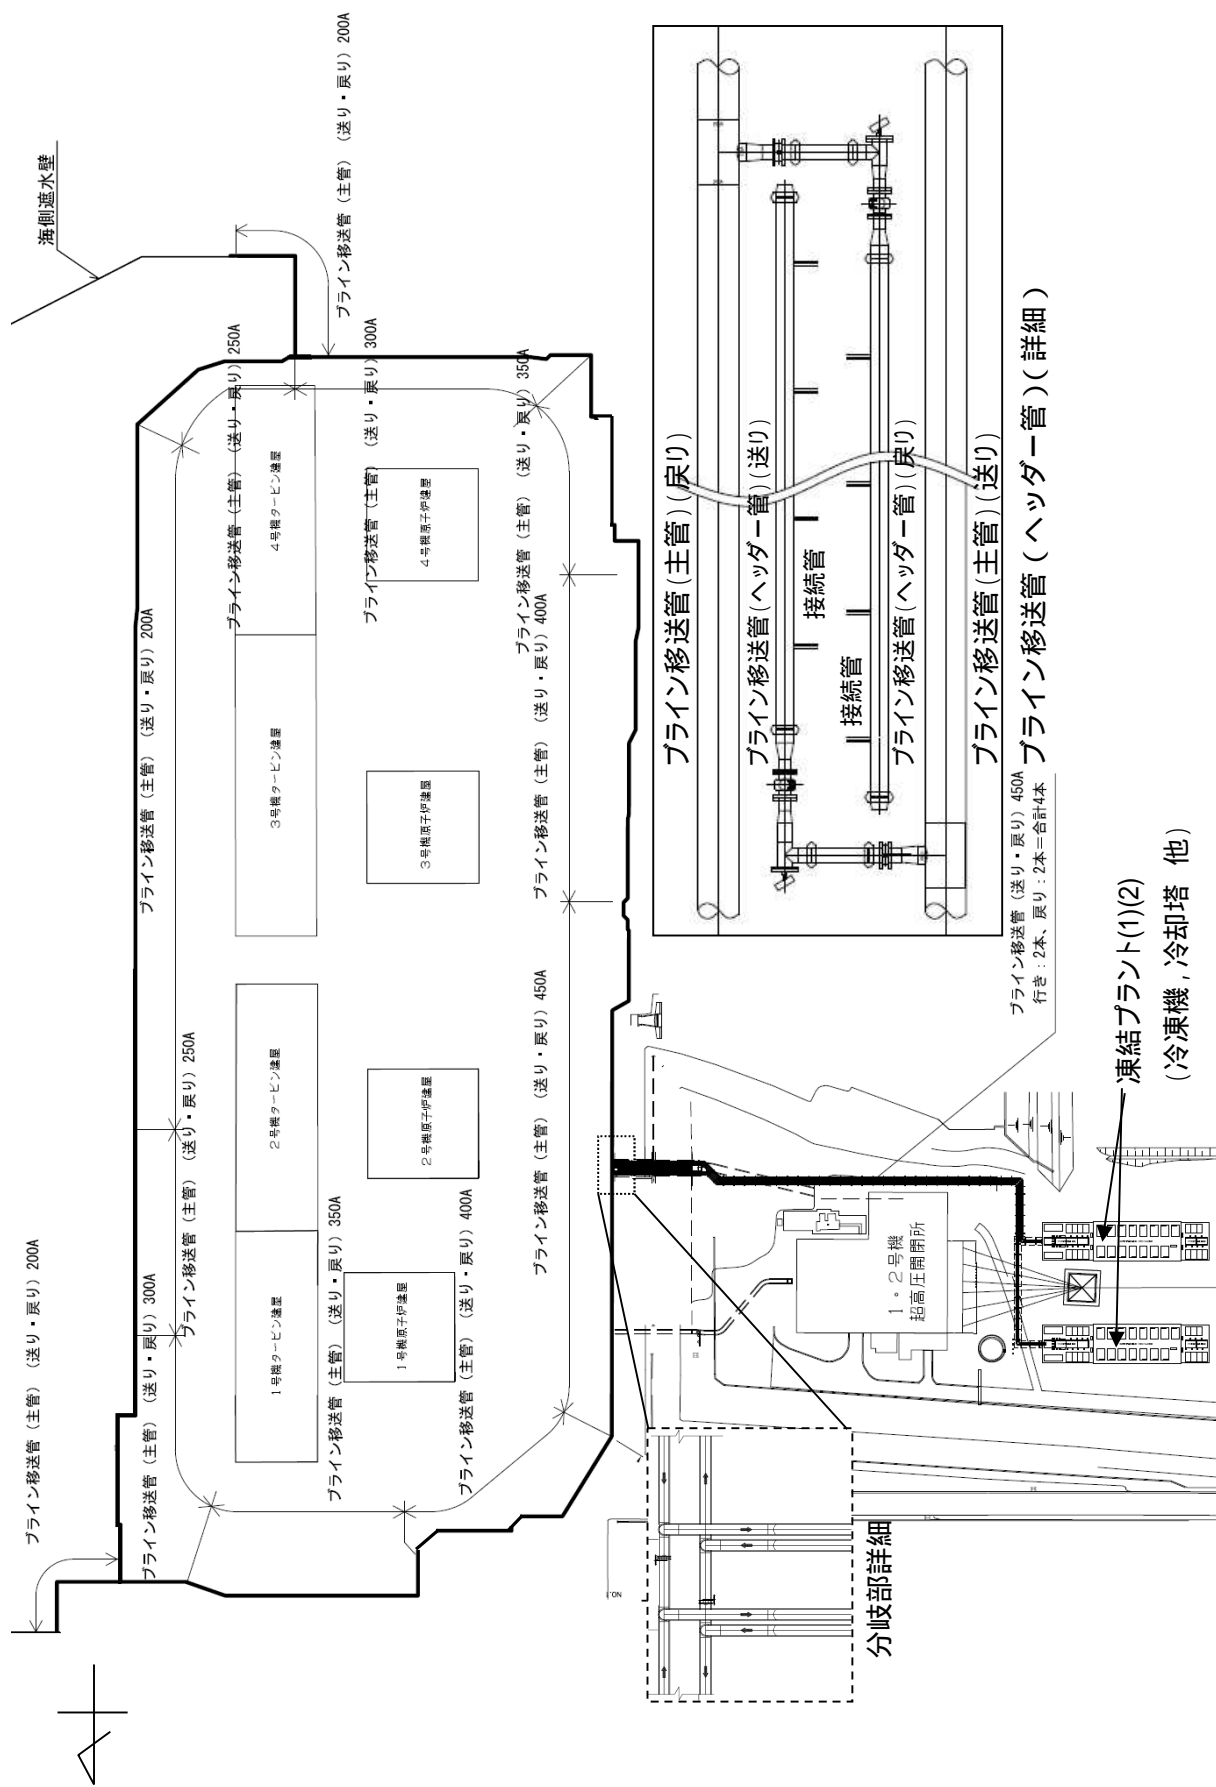 海側遮水壁
ブライン移送管（主管）（送り・戻り）200A
ブライン移送管（主管）（送り・戻り）200A
ブライン移送管（主管）（送り・戻り）200A
ブライン移送管（主管）（送り・戻り）250A
ブライン移送管（主管）（送り・戻り）300A
ブライン移送管（主管）（送り・戻り）350A
ブライン移送管（主管）（送り・戻り）400A
ブライン移送管（主管）（送り・戻り）450A
ブライン移送管（主管）（送り・戻り）250A
ブライン移送管（主管）（送り・戻り）300A
ブライン移送管（主管）（送り・戻り）350A
ブライン移送管（主管）（送り・戻り）400A
1号機タービン建屋
2号機タービン建屋
3号機タービン建屋
4号機タービン建屋
1号機原子炉建屋
2号機原子炉建屋
3号機原子炉建屋
4号機原子炉建屋
ブライン移送管(主管)(戻り)
ブライン移送管(ヘッダー管)(送り)
接続管
接続管
ブライン移送管(ヘッダー管)(戻り)
ブライン移送管(主管)(送り)
ブライン移送管(ヘッダー管)(詳細)
ブライン移送管（送り・戻り）450A
行き：2本、戻り：2本＝合計4本
凍結プラント(1)(2)
(冷凍機,冷却塔 他)
1・2号機
超高圧開閉所
分岐部詳細